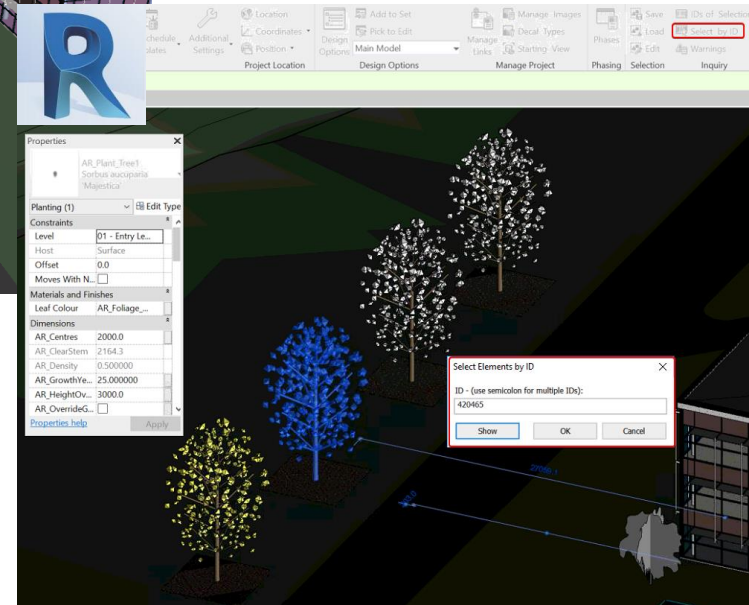 Location
Coordinates
Position
Project Location
Additional
Settings
Design
Options
Add to Set
Pick to Edit
Main Model
Design Options
Manage
Links
Manage Images
Decal Types
Starting View
Manage Project
Phases
Phasing
Save
Load
Edit
Selection
IDs of Selection
Select by ID
Warnings
Inquiry
R
Properties
AR_Plant_Tree1
Sorbus aucuparia
'Majestica'
Planting (1)
Edit Type
Constraints
Level 01 - Entry Le...
Host Surface
Offset 0.0
Moves With N...
Materials and Finishes
Leaf Colour AR_Foliage_...
Dimensions
AR_Centres 2000.0
AR_ClearStem 2164.3
AR_Density 0.500000
AR_GrowthYe... 25.000000
AR_HeightOv... 3000.0
AR_OverrideG...
Properties help
Apply
Select Elements by ID
ID - (use semicolon for multiple IDs):
420465
Show
OK
Cancel